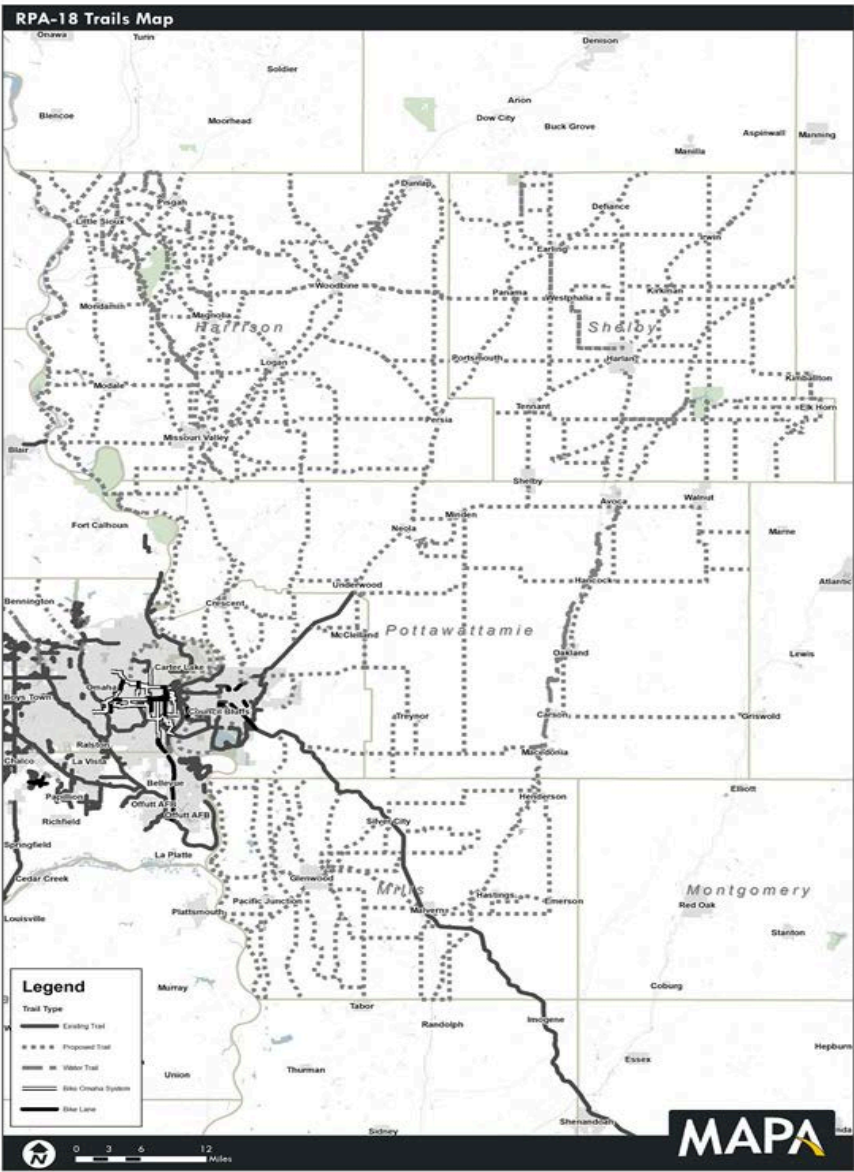 RPA-18 Trails Map
Onawa
Turin
Denison
Soldier
Arion
Blencoe
Moorhead
Dow City
Buck Grove
Aspinwall
Manning
Manilla
Dunlap
Pisgah
Little Sioux
Defiance
Irwin
Earling
Woodbine
Panama
Westphalia
Kirkman
Mondamin
Magnolia
Harrison
Shelby
Logan
Portsmouth
Harlan
Modale
Kimballton
Tennant
Elk Horn
Persia
Missouri Valley
Blair
Shelby
Avoca
Walnut
Minden
Fort Calhoun
Neola
Marne
Underwood
Hancock
Atlantic
Bennington
Crescent
McClelland
Pottawattamie
Oakland
Lewis
Carter Lake
Omaha
Boys Town
Council Bluffs
Treynor
Carson
Griswold
Ralston
Macedonia
Chalco
La Vista
Bellevue
Elliott
Papillion
Offutt AFB
Henderson
Offutt AFB
Richfield
Silver City
Springfield
La Platte
Cedar Creek
Glenwood
Mills
Hastings
Montgomery
Pacific Junction
Emerson
Red Oak
Louisville
Plattsmouth
Malvern
Stanton
Legend
Murray
Coburg
Trail Type
Tabor
Existing Trail
Randolph
Imogene
Proposed Trail
Hepburn
Water Trail
Essex
Union
Thurman
Bike Omaha System
Bike Lane
Shenandoah
Sidney
N
0 3 6 12
Miles
MAPA